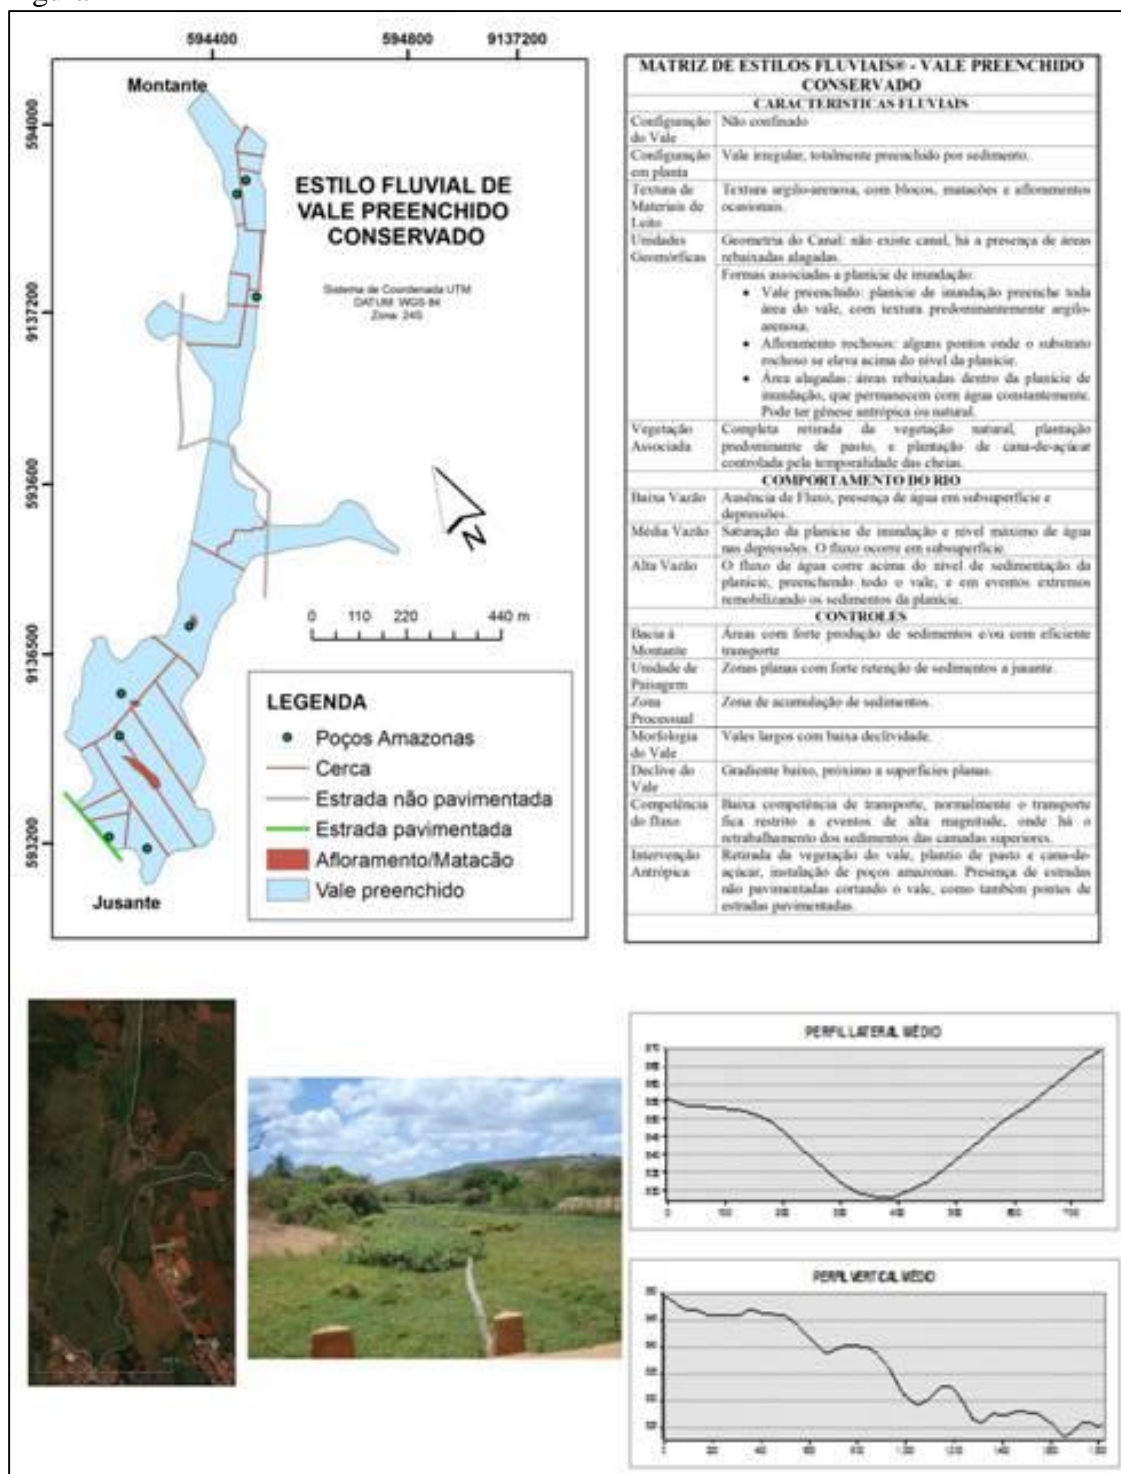 594400 594800 9137200
594000
9137200
593600
9136500
593200
Montante
ESTILO FLUVIAL DE
VALE PREENCHIDO
CONSERVADO
Sistema de Coordenada UTM
DATUM: WGS 84
Zona: 24S
N
0 110 220 440 m
LEGENDA
Poços Amazonas
Cerca
Estrada não pavimentada
Estrada pavimentada
Afloramento/Matacão
Vale preenchido
Jusante
MATRIZ DE ESTILOS FLUVIAIS® - VALE PREENCHIDO
CONSERVADO
CARACTERISTICAS FLUVIAIS
Configuração do Vale
Não confinado
Configuração em planta
Vale irregular, totalmente preenchido por sedimento.
Textura de Materiais de Leito
Textura argilo-arenosa, com blocos, matacões e afloramentos
ocasionais.
Unidades Geomórficas
Geometria do Canal: não existe canal, há a presença de áreas
rebaixadas alagadas.
Formas associadas a planície de inundação:
• Vale preenchido: planície de inundação preenche toda
área do vale, com textura predominantemente argilo-
arenosa.
• Afloramento rochosos: alguns pontos onde o substrato
rochoso se eleva acima do nível da planície.
• Área alagadas: áreas rebaixadas dentro da planície de
inundação, que permanecem com água constantemente.
Pode ter gênese antrópica ou natural.
Vegetação Associada
Completa retirada da vegetação natural, plantação
predominante de pasto, e plantação de cana-de-açúcar
controlada pela temporalidade das cheias.
COMPORTAMENTO DO RIO
Baixa Vazão
Ausência de Fluxo, presença de água em subsuperfície e
depressões.
Média Vazão
Saturação da planície de inundação e nível máximo de água
nas depressões. O fluxo ocorre em subsuperfície.
Alta Vazão
O fluxo de água corre acima do nível de sedimentação da
planície, preenchendo todo o vale, e em eventos extremos
remobilizando os sedimentos da planície.
CONTROLES
Bacia à Montante
Áreas com forte produção de sedimentos e/ou com eficiente
transporte
Unidade de Paisagem
Zonas planas com forte retenção de sedimentos a jusante.
Zona Processual
Zona de acumulação de sedimentos.
Morfologia do Vale
Vales largos com baixa declividade.
Declive do Vale
Gradiente baixo, próximo a superfícies planas.
Competência do fluxo
Baixa competência de transporte, normalmente o transporte
fica restrito a eventos de alta magnitude, onde há o
retrabalhamento dos sedimentos das camadas superiores.
Intervenção Antrópica
Retirada da vegetação do vale, plantio de pasto e cana-de-
açúcar, instalação de poços amazonas. Presença de estradas
não pavimentadas cortando o vale, como também pontes de
estradas pavimentadas.
PERFIL LATERAL MÉDIO
0 100 200 300 400 500 600 700
PERFIL VERTICAL MÉDIO